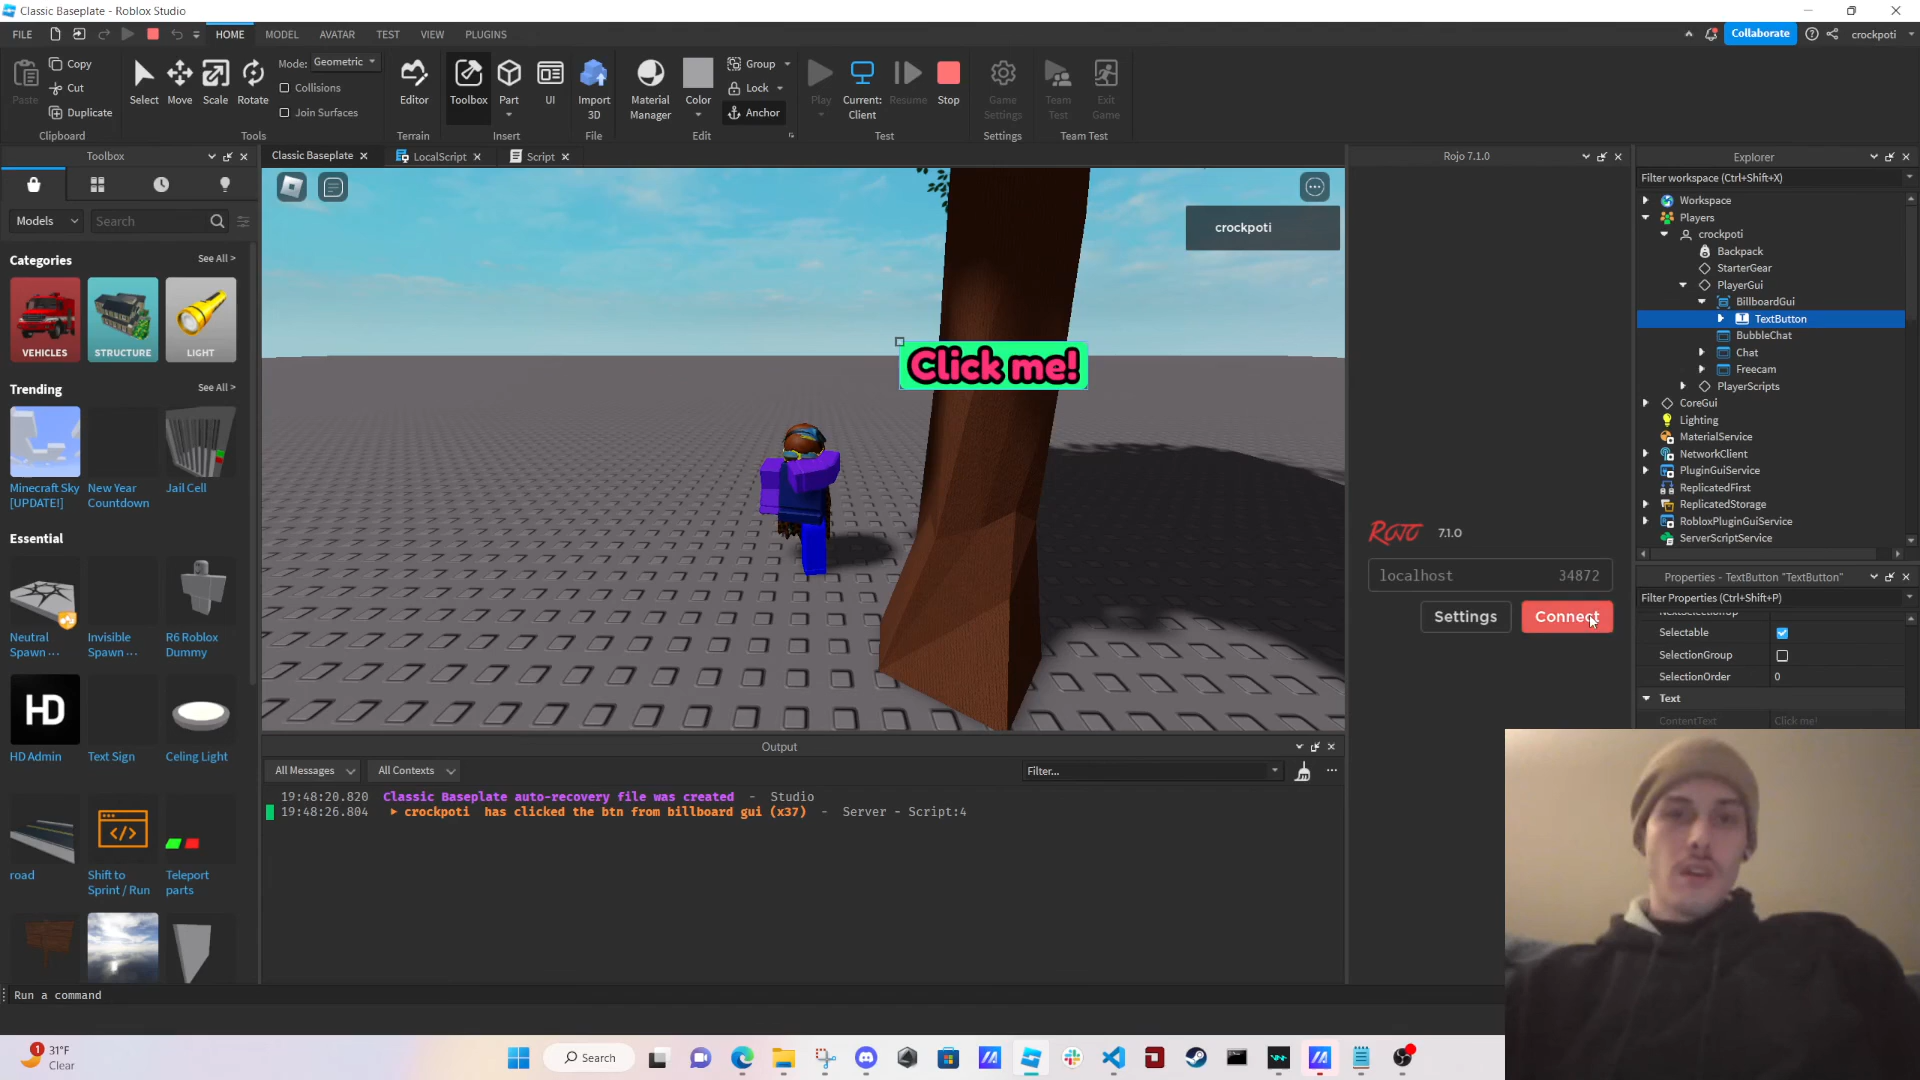 Classic Baseplate - Roblox Studio
FILE
HOME
MODEL
AVATAR
TEST
VIEW
PLUGINS
Collaborate
crockpoti
Paste
Copy
Cut
Duplicate
Clipboard
Select
Move
Scale
Rotate
Mode: Geometric
Collisions
Join Surfaces
Tools
Editor
Terrain
Toolbox
Part
UI
Insert
Import 3D
File
Material Manager
Color
Group
Lock
Anchor
Edit
Play
Current: Client
Resume
Stop
Test
Game Settings
Settings
Team Test
Exit Game
Team Test
Toolbox
Classic Baseplate
LocalScript
Script
Rojo 7.1.0
Explorer
Models
Search
Categories
See All >
VEHICLES
STRUCTURE
LIGHT
Trending
See All >
Minecraft Sky [UPDATE!]
New Year Countdown
Jail Cell
Essential
Neutral Spawn ...
Invisible Spawn ...
R6 Roblox Dummy
HD
HD Admin
Text Sign
Celing Light
road
Shift to Sprint / Run
Teleport parts
crockpoti
Click me!
Rojo 7.1.0
localhost 34872
Settings
Connect
Filter workspace (Ctrl+Shift+X)
Workspace
Players
crockpoti
Backpack
StarterGear
PlayerGui
BillboardGui
TextButton
BubbleChat
Chat
Freecam
PlayerScripts
CoreGui
Lighting
MaterialService
NetworkClient
PluginGuiService
ReplicatedFirst
ReplicatedStorage
RobloxPluginGuiService
ServerScriptService
Properties - TextButton "TextButton"
Filter Properties (Ctrl+Shift+P)
NextSelectionUp
Selectable
SelectionGroup
SelectionOrder 0
Text
ContentText Click me!
Output
All Messages
All Contexts
Filter...
19:48:20.820 Classic Baseplate auto-recovery file was created - Studio
19:48:26.804 crockpoti has clicked the btn from billboard gui (x37) - Server - Script:4
Run a command
1
31°F
Clear
Search